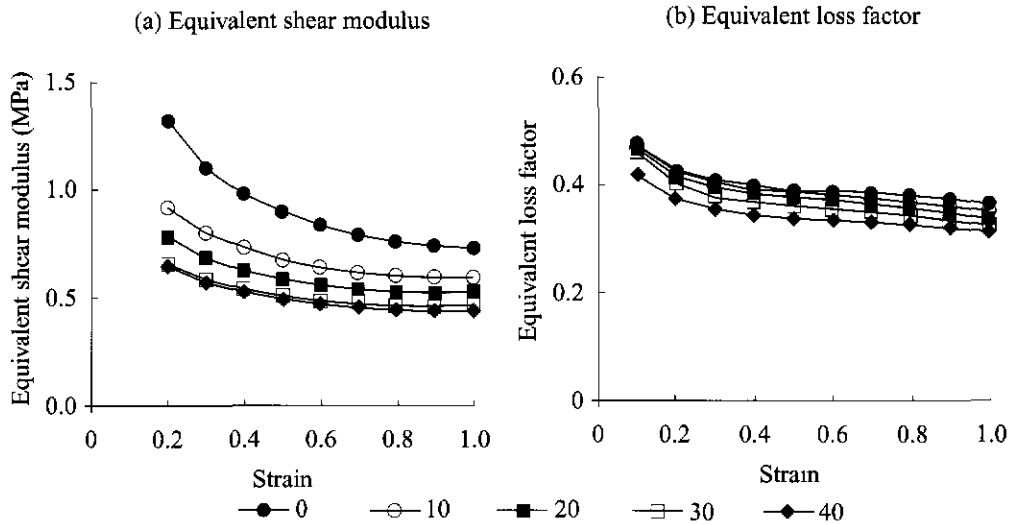 (a) Equivalent shear modulus
Equivalent shear modulus (MPa)
1.5
1.0
0.5
0.0
0 0.2 0.4 0.6 0.8 1.0
Strain
(b) Equivalent loss factor
Equivalent loss factor
0.6
0.4
0.2
0
0 0.2 0.4 0.6 0.8 1.0
Strain
0 10 20 30 40